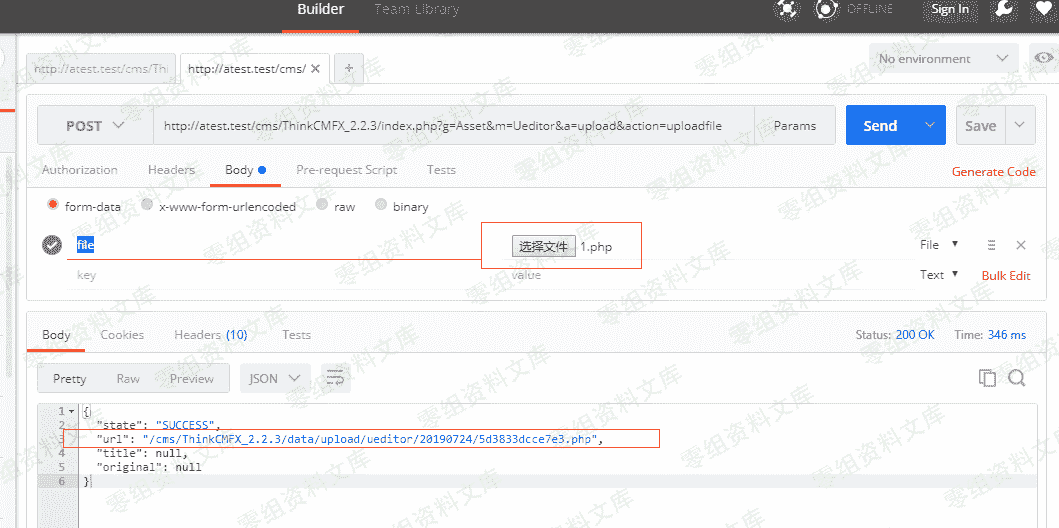 Builder Team Library OFFLINE Sign In
http://atest.test/cms/Thi http://atest.test/cms/ No environment
POST http://atest.test/cms/ThinkCMFX_2.2.3/index.php?g=Asset&m=Ueditor&a=upload&action=uploadfile Params Send Save
Authorization Headers Body Pre-request Script Tests Generate Code
form-data x-www-form-urlencoded raw binary
file 选择文件 1.php File
key value Text Bulk Edit
Body Cookies Headers (10) Tests Status: 200 OK Time: 346 ms
Pretty Raw Preview JSON
1 {
2 "state": "SUCCESS",
3 "url": "/cms/ThinkCMFX_2.2.3/data/upload/ueditor/20190724/5d3833dcce7e3.php",
4 "title": null,
5 "original": null
6 }
零组资料文库